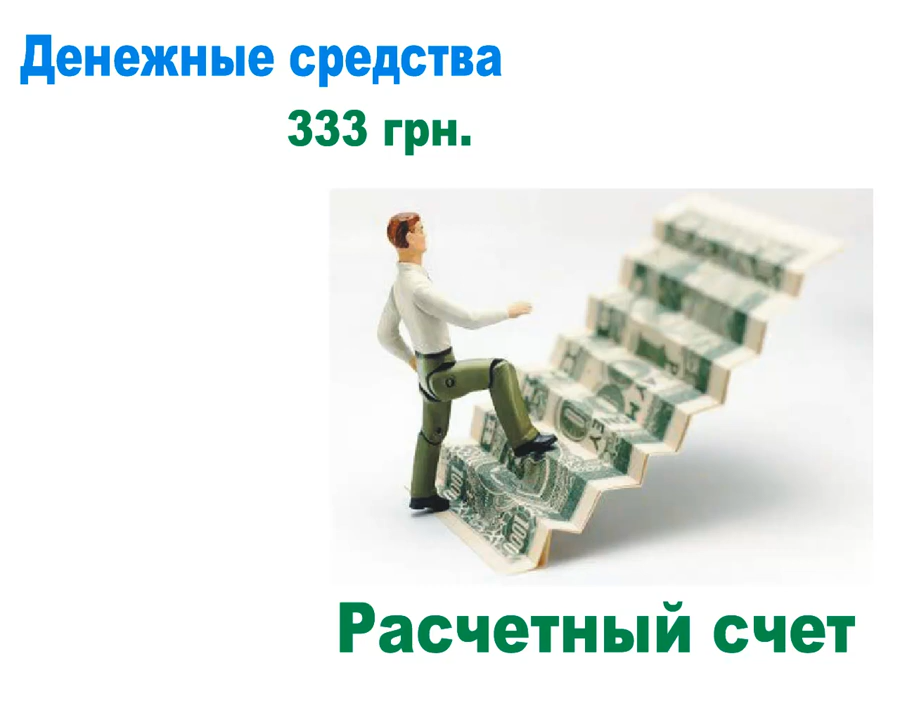 Денежные средства
333 грн.
Расчетный счет